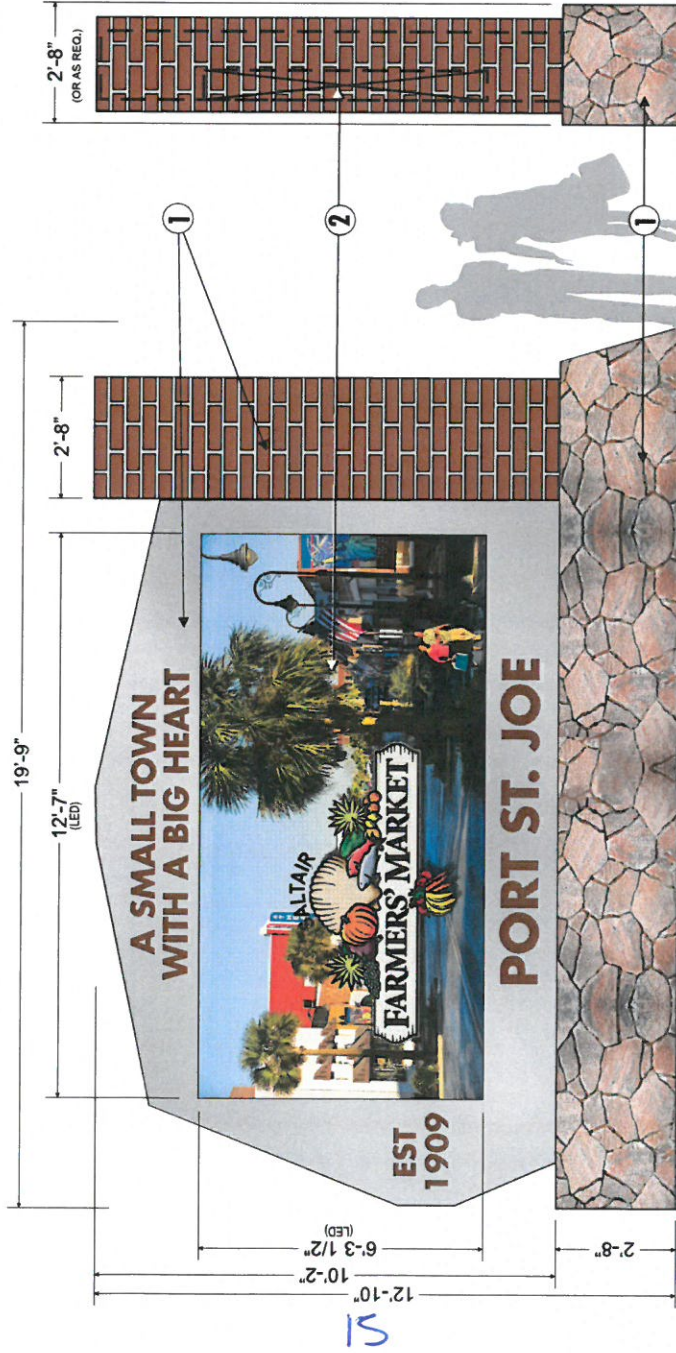 19'-9"
12'-7"
(LED)
2'-8"
2'-8"
(OR AS REQ.)
1
2
1
A SMALL TOWN
WITH A BIG HEART
ALTAIR
FARMERS' MARKET
EST
1909
PORT ST. JOE
6'-3 1/2"
(LED)
10'-2"
2'-8"
12'-10"
15